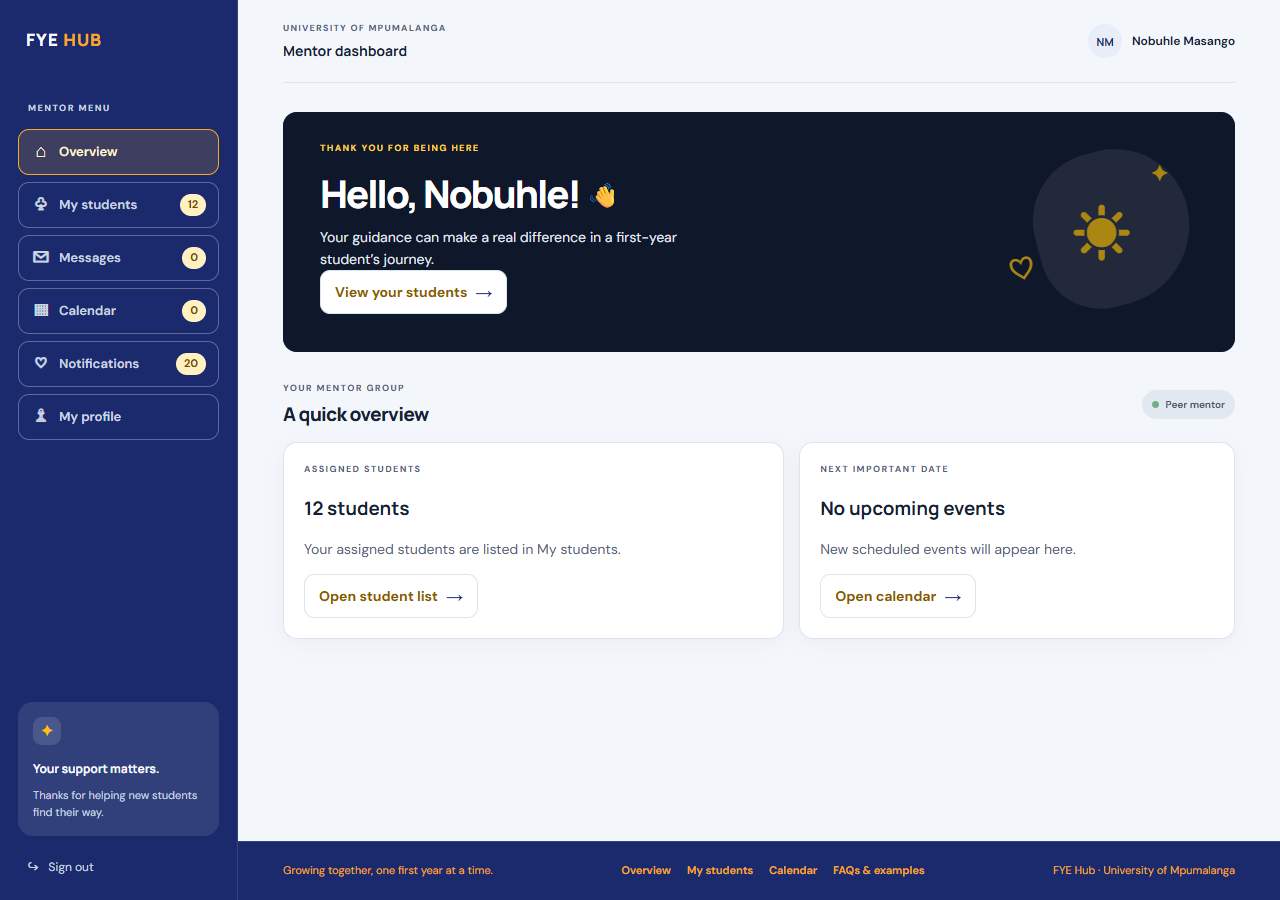 FYE HUB
MENTOR MENU
Overview
My students 12
Messages 0
Calendar 0
Notifications 20
My profile
Your support matters.
Thanks for helping new students
find their way.
Sign out
UNIVERSITY OF MPUMALANGA
Mentor dashboard
NM Nobuhle Masango
THANK YOU FOR BEING HERE
Hello, Nobuhle! 👋
Your guidance can make a real difference in a first-year
student’s journey.
View your students →
YOUR MENTOR GROUP
A quick overview
Peer mentor
ASSIGNED STUDENTS
12 students
Your assigned students are listed in My students.
Open student list →
NEXT IMPORTANT DATE
No upcoming events
New scheduled events will appear here.
Open calendar →
Growing together, one first year at a time.
Overview My students Calendar FAQs & examples
FYE Hub · University of Mpumalanga